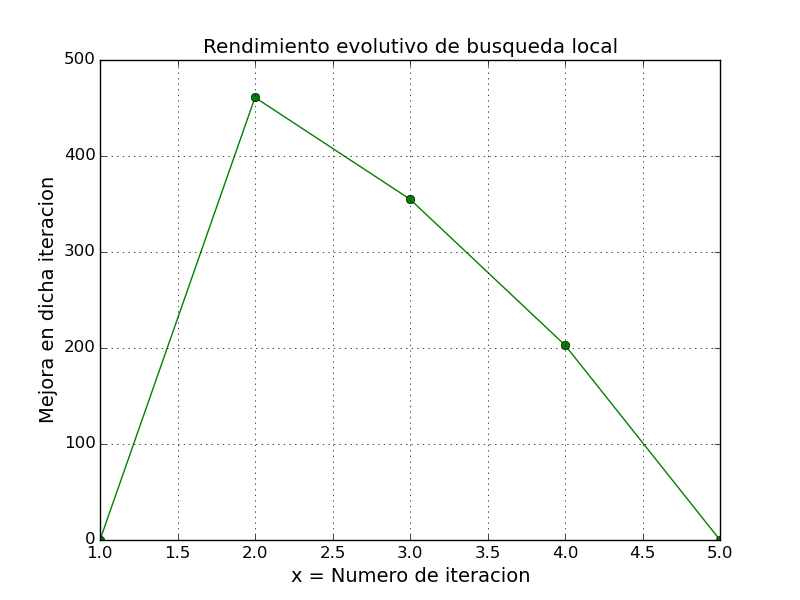 Rendimiento evolutivo de busqueda local
500
400
300
200
100
0
Mejora en dicha iteracion
1.0 1.5 2.0 2.5 3.0 3.5 4.0 4.5 5.0
x = Numero de iteracion